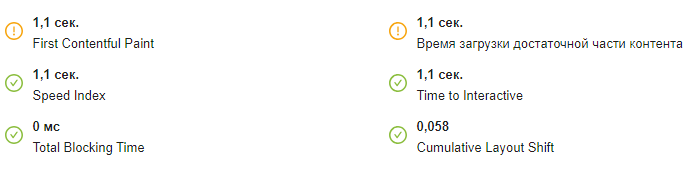 1,1 сек.
First Contentful Paint
1,1 сек.
Время загрузки достаточной части контента
1,1 сек.
Speed Index
1,1 сек.
Time to Interactive
0 мс
Total Blocking Time
0,058
Cumulative Layout Shift